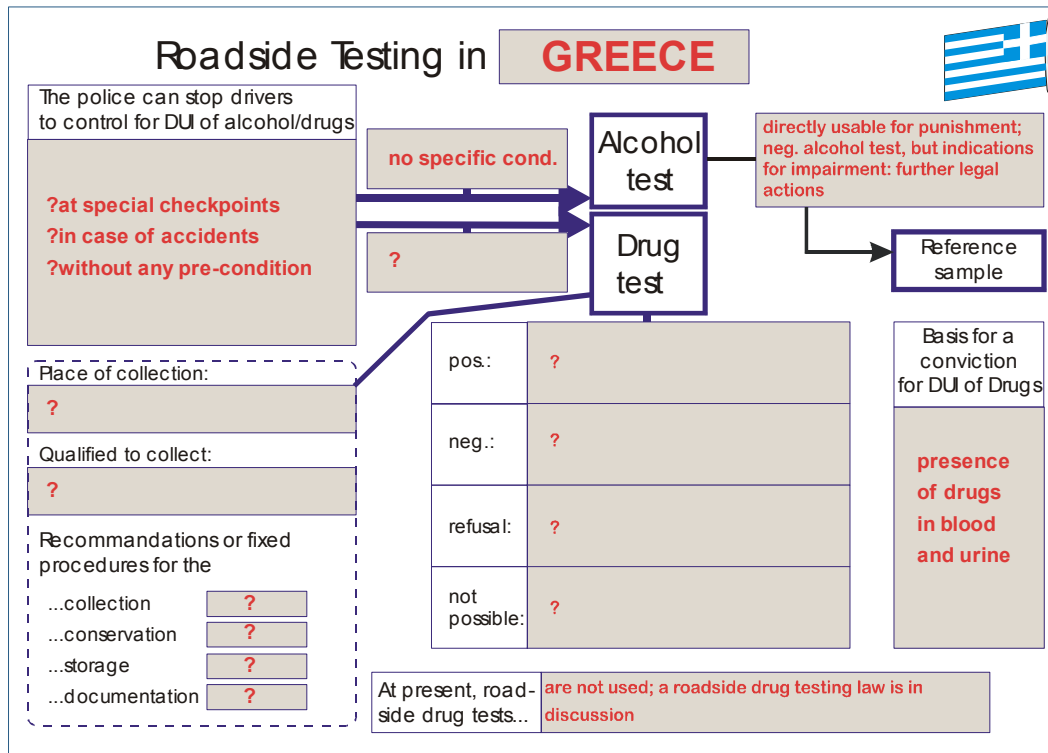 Roadside Testing in GREECE
The police can stop drivers
to control for DUI of alcohol/drugs
?at special checkpoints
?in case of accidents
?without any pre-condition
no specific cond.
?
Alcohol
test
Drug
test
directly usable for punishment;
neg. alcohol test, but indications
for impairment: further legal
actions
Reference
sample
Place of collection:
?
Qualified to collect:
?
Recommandations or fixed
procedures for the
...collection ?
...conservation ?
...storage ?
...documentation ?
pos.: ?
neg.: ?
refusal: ?
not
possible: ?
Basis for a
conviction
for DUI of Drugs
presence
of drugs
in blood
and urine
At present, road-
side drug tests...
are not used; a roadside drug testing law is in
discussion